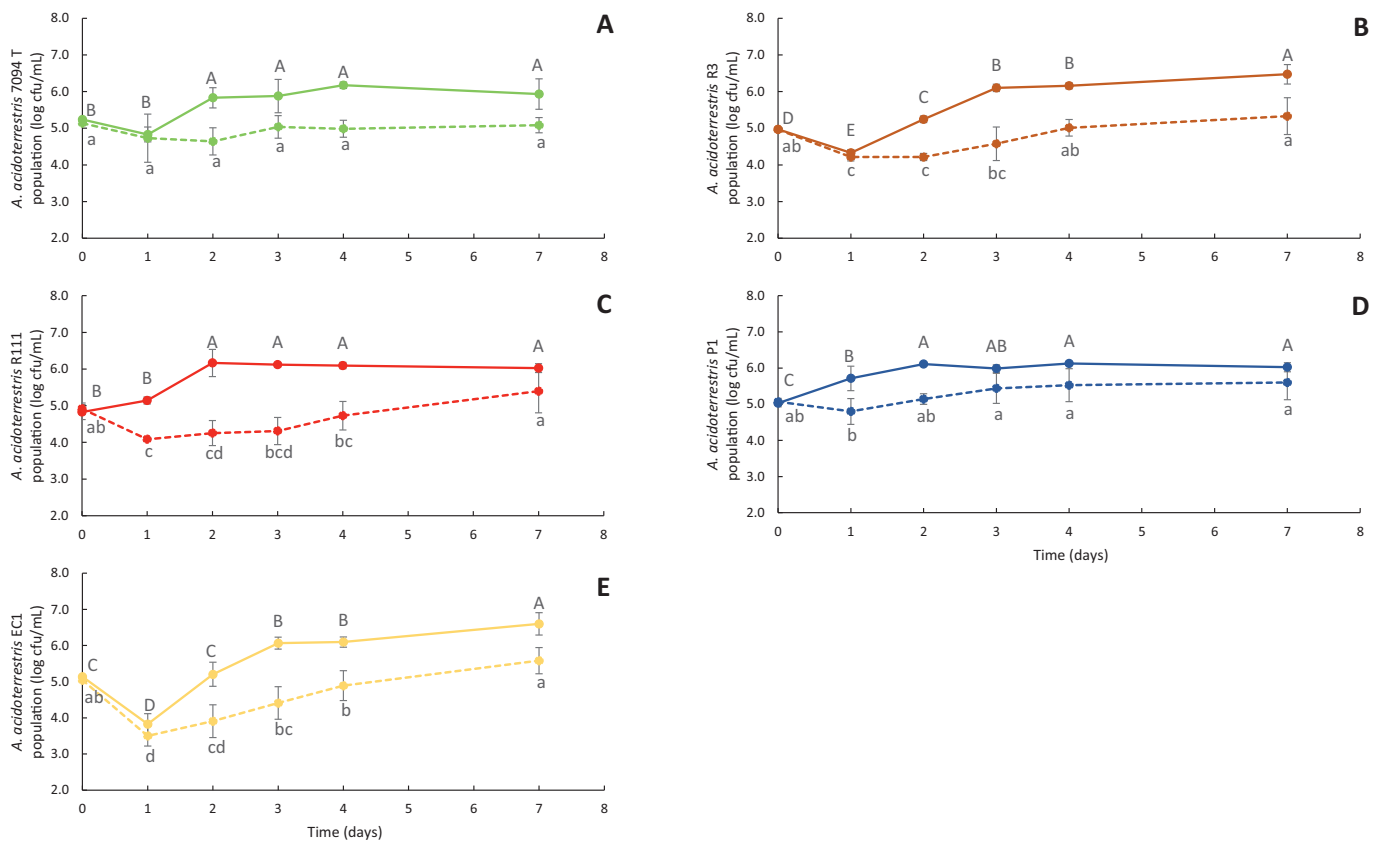 A
A. acidoterrestris 7094 T
population (log cfu/mL)
8.0
7.0
6.0
5.0
4.0
3.0
2.0
B B A A A A
a a a a a a
0 1 2 3 4 5 6 7 8
B
A. acidoterrestris R3
population (log cfu/mL)
8.0
7.0
6.0
5.0
4.0
3.0
2.0
D E C B B A
ab c c bc ab a
0 1 2 3 4 5 6 7 8
C
A. acidoterrestris R111
population (log cfu/mL)
8.0
7.0
6.0
5.0
4.0
3.0
2.0
B B A A A A
ab c cd bcd bc a
0 1 2 3 4 5 6 7 8
D
A. acidoterrestris P1
population (log cfu/mL)
8.0
7.0
6.0
5.0
4.0
3.0
2.0
C B A AB A A
ab b ab a a a
0 1 2 3 4 5 6 7 8
Time (days)
E
A. acidoterrestris EC1
population (log cfu/mL)
8.0
7.0
6.0
5.0
4.0
3.0
2.0
C D C B B A
ab d cd bc b a
0 1 2 3 4 5 6 7 8
Time (days)